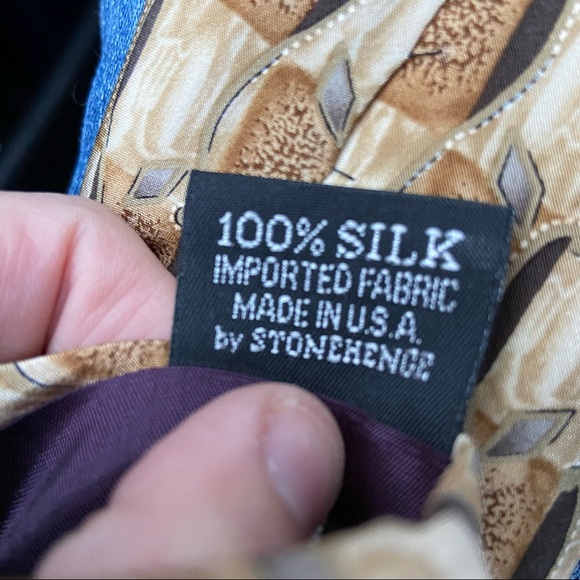 100% SILK
IMPORTED FABRIC
MADE IN U.S.A.
by STONEHENGE